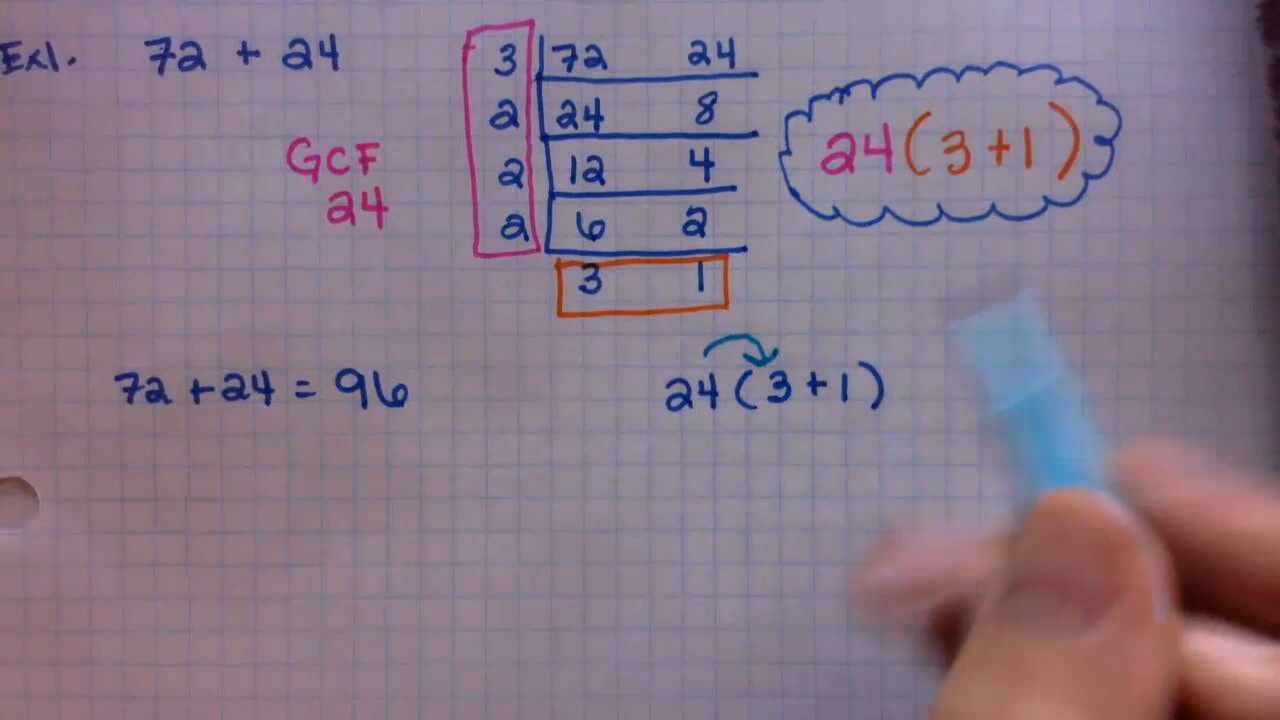 Ex1. 72 + 24
3 72 24
2 24 8
2 12 4
2 6 2
3 1
GCF
24
24(3+1)
72+24=96
24(3+1)